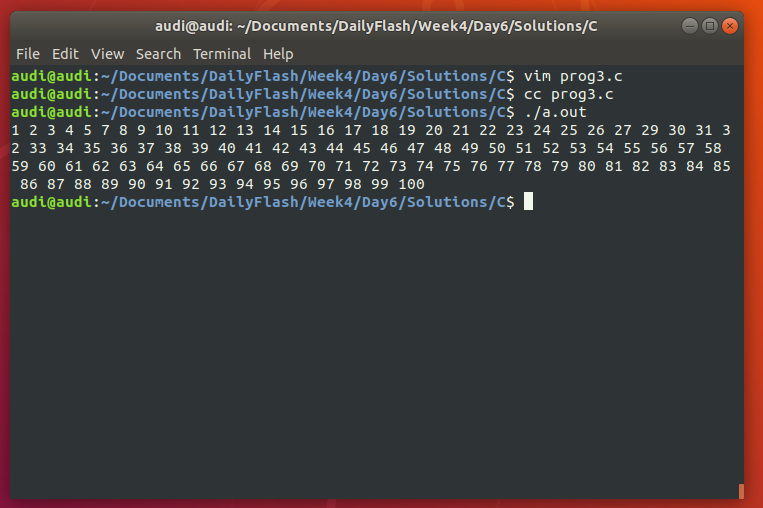 audi@audi: ~/Documents/DailyFlash/Week4/Day6/Solutions/C
File Edit View Search Terminal Help
audi@audi:~/Documents/DailyFlash/Week4/Day6/Solutions/C$ vim prog3.c
audi@audi:~/Documents/DailyFlash/Week4/Day6/Solutions/C$ cc prog3.c
audi@audi:~/Documents/DailyFlash/Week4/Day6/Solutions/C$ ./a.out
1 2 3 4 5 7 8 9 10 11 12 13 14 15 16 17 18 19 20 21 22 23 24 25 26 27 29 30 31 3
2 33 34 35 36 37 38 39 40 41 42 43 44 45 46 47 48 49 50 51 52 53 54 55 56 57 58
59 60 61 62 63 64 65 66 67 68 69 70 71 72 73 74 75 76 77 78 79 80 81 82 83 84 85
 86 87 88 89 90 91 92 93 94 95 96 97 98 99 100
audi@audi:~/Documents/DailyFlash/Week4/Day6/Solutions/C$